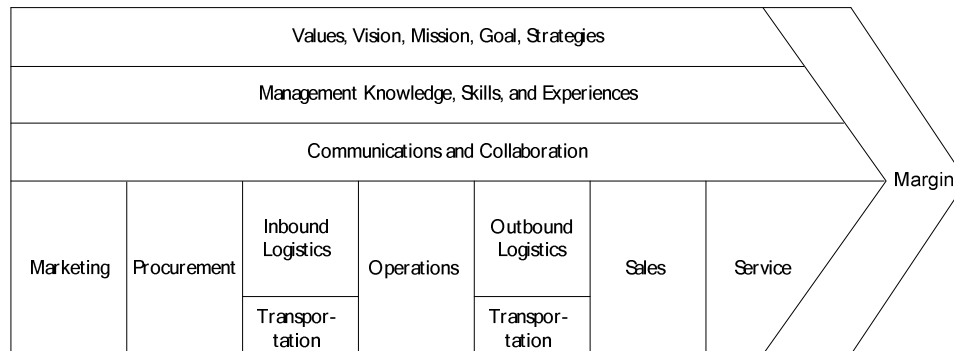 Values, Vision, Mission, Goal, Strategies
Management Knowledge, Skills, and Experiences
Communications and Collaboration
Margin
Marketing
Procurement
Inbound
Logistics
Transpor-
tation
Operations
Outbound
Logistics
Transpor-
tation
Sales
Service